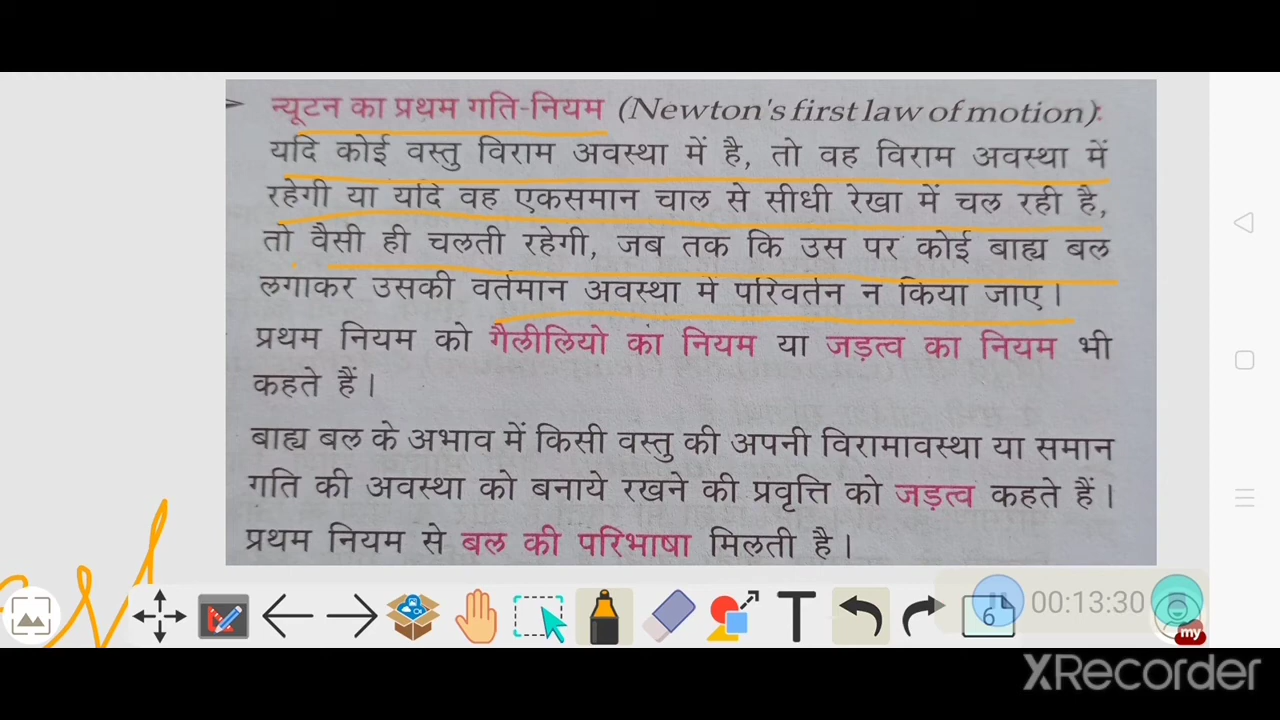 न्यूटन का प्रथम गति-नियम (Newton's first law of motion):
यदि कोई वस्तु विराम अवस्था में है, तो वह विराम अवस्था में
रहेगी या यदि वह एकसमान चाल से सीधी रेखा में चल रही है,
तो वैसी ही चलती रहेगी, जब तक कि उस पर कोई बाह्य बल
लगाकर उसकी वर्तमान अवस्था में परिवर्तन न किया जाए।
प्रथम नियम को गैलीलियो का नियम या जड़त्व का नियम भी
कहते हैं।
बाह्य बल के अभाव में किसी वस्तु की अपनी विरामावस्था या समान
गति की अवस्था को बनाये रखने की प्रवृत्ति को जड़त्व कहते हैं।
प्रथम नियम से बल की परिभाषा मिलती है।
T
6
00:13:30
my
XRecorder